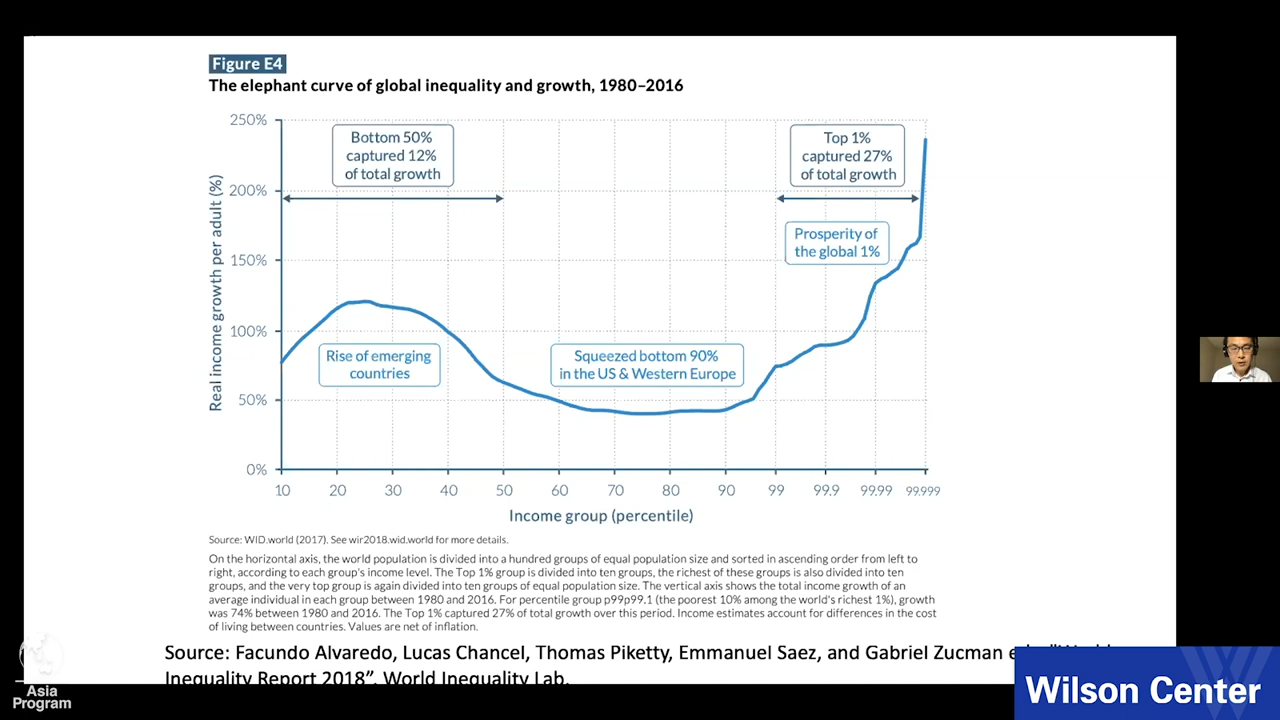 Figure E4
The elephant curve of global inequality and growth, 1980–2016
250%
200%
150%
100%
50%
0%
Real income growth per adult (%)
Bottom 50%
captured 12%
of total growth
Top 1%
captured 27%
of total growth
Prosperity of
the global 1%
Rise of emerging
countries
Squeezed bottom 90%
in the US & Western Europe
10 20 30 40 50 60 70 80 90 99 99.9 99.99 99.999
Income group (percentile)
Source: WID.world (2017). See wir2018.wid.world for more details.
On the horizontal axis, the world population is divided into a hundred groups of equal population size and sorted in ascending order from left to
right, according to each group's income level. The Top 1% group is divided into ten groups, the richest of these groups is also divided into ten
groups, and the very top group is again divided into ten groups of equal population size. The vertical axis shows the total income growth of an
average individual in each group between 1980 and 2016. For percentile group p99p99.1 (the poorest 10% among the world's richest 1%), growth
was 74% between 1980 and 2016. The Top 1% captured 27% of total growth over this period. Income estimates account for differences in the cost
of living between countries. Values are net of inflation.
Source: Facundo Alvaredo, Lucas Chancel, Thomas Piketty, Emmanuel Saez, and Gabriel Zucman
Inequality Report 2018", World Inequality Lab.
Asia
Program
Wilson Center